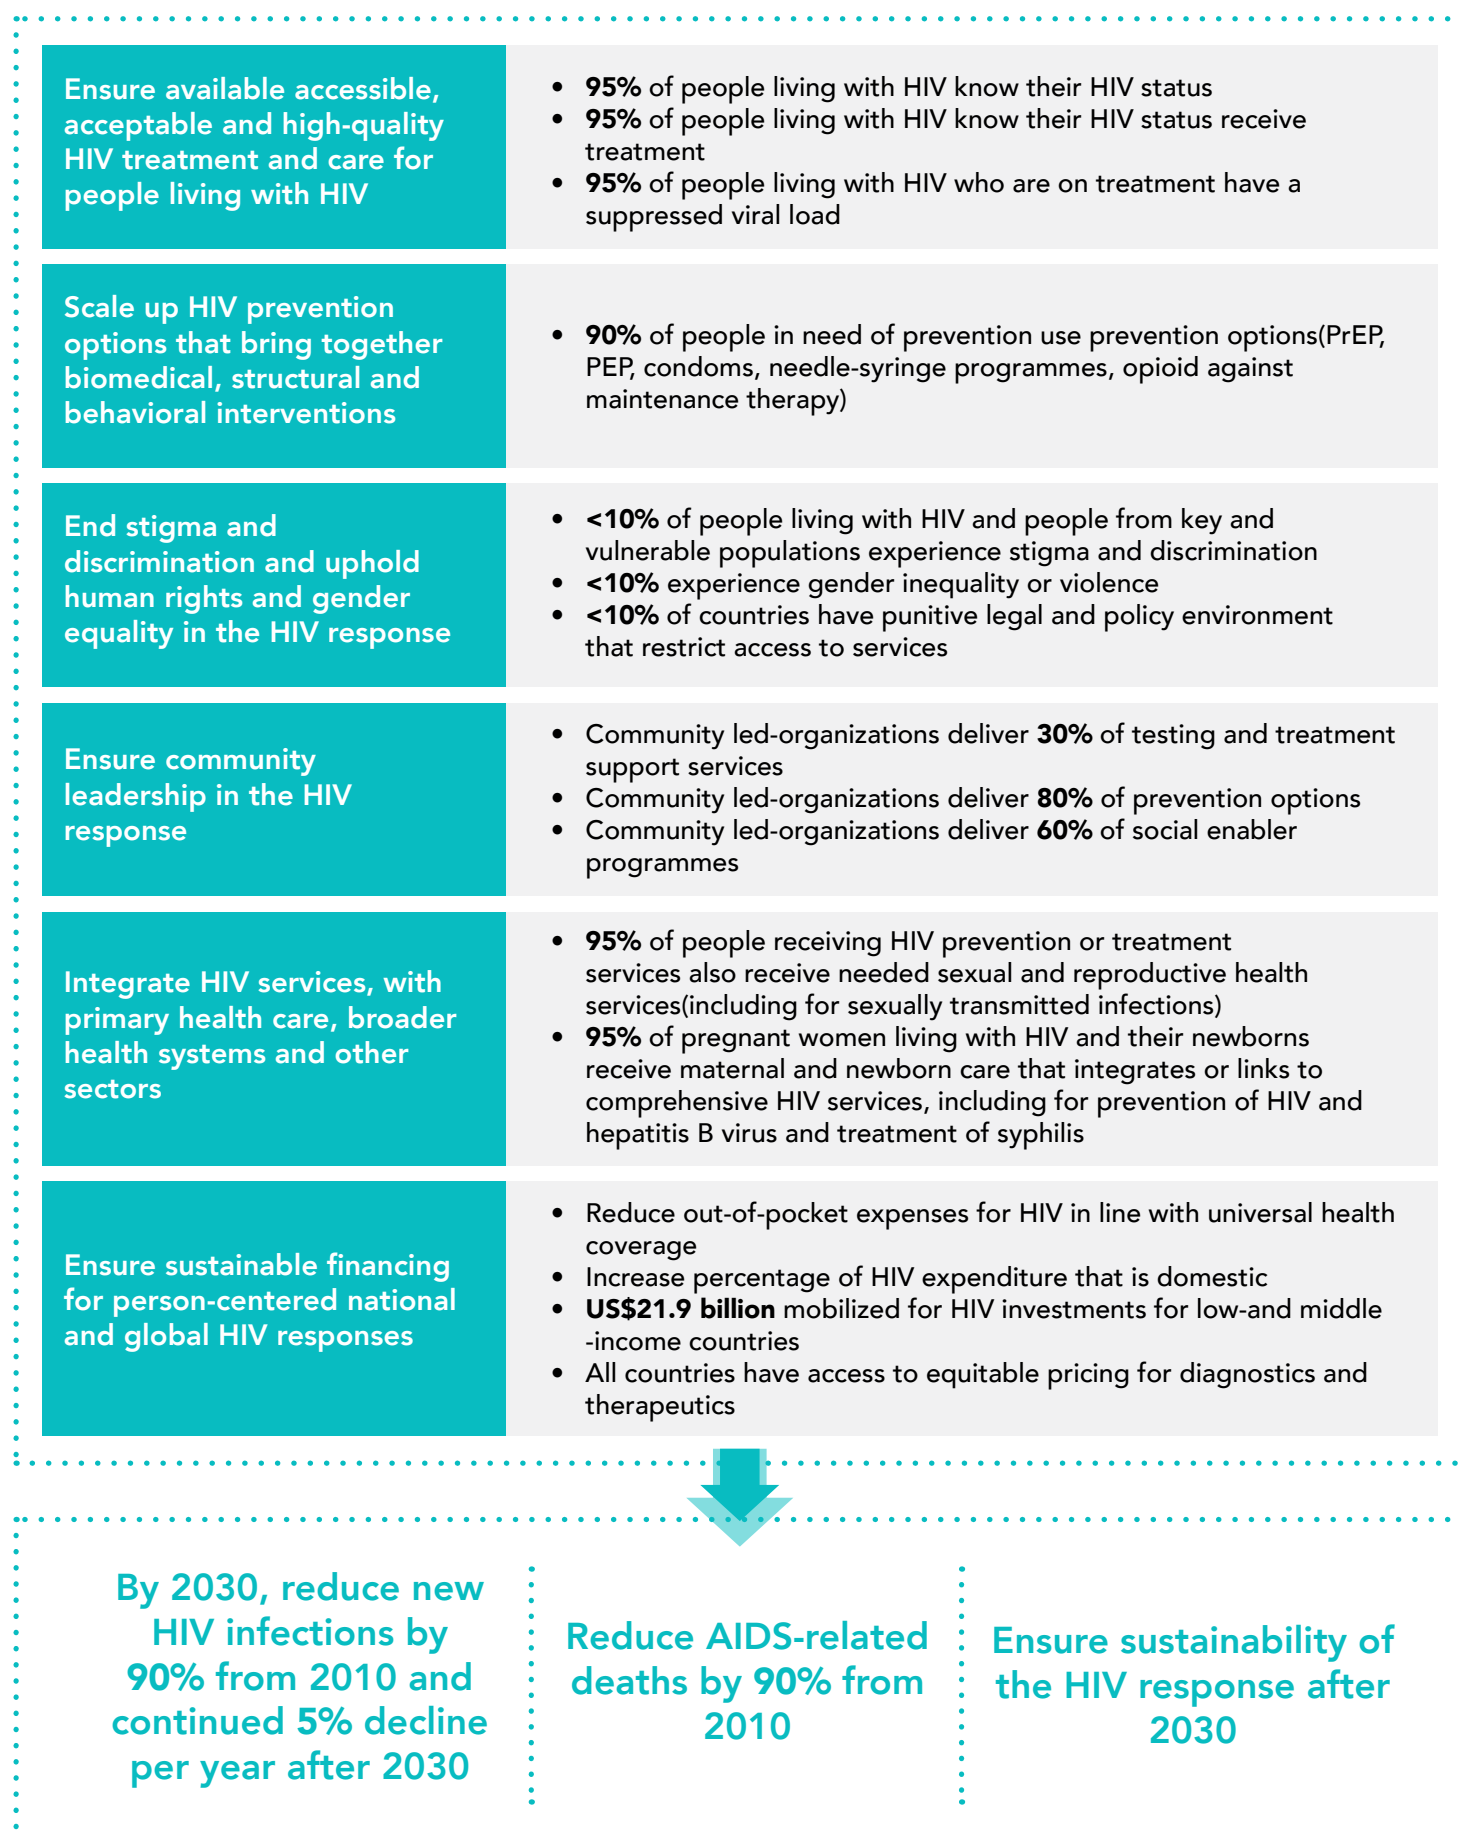 Ensure available accessible,
acceptable and high-quality
HIV treatment and care for
people living with HIV
• 95% of people living with HIV know their HIV status
• 95% of people living with HIV know their HIV status receive
treatment
• 95% of people living with HIV who are on treatment have a
suppressed viral load
Scale up HIV prevention
options that bring together
biomedical, structural and
behavioral interventions
• 90% of people in need of prevention use prevention options(PrEP,
PEP, condoms, needle-syringe programmes, opioid against
maintenance therapy)
End stigma and
discrimination and uphold
human rights and gender
equality in the HIV response
• <10% of people living with HIV and people from key and
vulnerable populations experience stigma and discrimination
• <10% experience gender inequality or violence
• <10% of countries have punitive legal and policy environment
that restrict access to services
Ensure community
leadership in the HIV
response
• Community led-organizations deliver 30% of testing and treatment
support services
• Community led-organizations deliver 80% of prevention options
• Community led-organizations deliver 60% of social enabler
programmes
Integrate HIV services, with
primary health care, broader
health systems and other
sectors
• 95% of people receiving HIV prevention or treatment
services also receive needed sexual and reproductive health
services(including for sexually transmitted infections)
• 95% of pregnant women living with HIV and their newborns
receive maternal and newborn care that integrates or links to
comprehensive HIV services, including for prevention of HIV and
hepatitis B virus and treatment of syphilis
Ensure sustainable financing
for person-centered national
and global HIV responses
• Reduce out-of-pocket expenses for HIV in line with universal health
coverage
• Increase percentage of HIV expenditure that is domestic
• US$21.9 billion mobilized for HIV investments for low-and middle
-income countries
• All countries have access to equitable pricing for diagnostics and
therapeutics
By 2030, reduce new
HIV infections by
90% from 2010 and
continued 5% decline
per year after 2030
Reduce AIDS-related
deaths by 90% from
2010
Ensure sustainability of
the HIV response after
2030